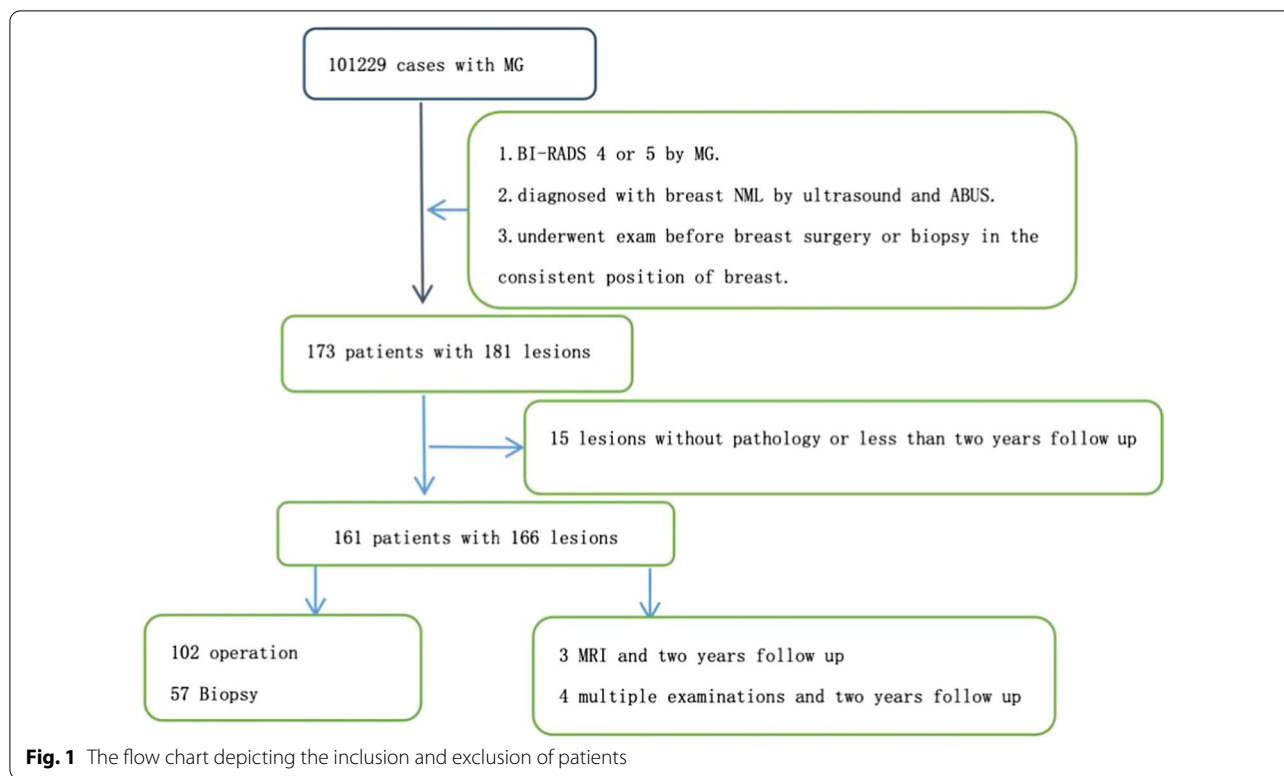 101229 cases with MG
1. BI-RADS 4 or 5 by MG.
2. diagnosed with breast NML by ultrasound and ABUS.
3. underwent exam before breast surgery or biopsy in the
consistent position of breast.
173 patients with 181 lesions
15 lesions without pathology or less than two years follow up
161 patients with 166 lesions
102 operation
57 Biopsy
3 MRI and two years follow up
4 multiple examinations and two years follow up
Fig. 1 The flow chart depicting the inclusion and exclusion of patients